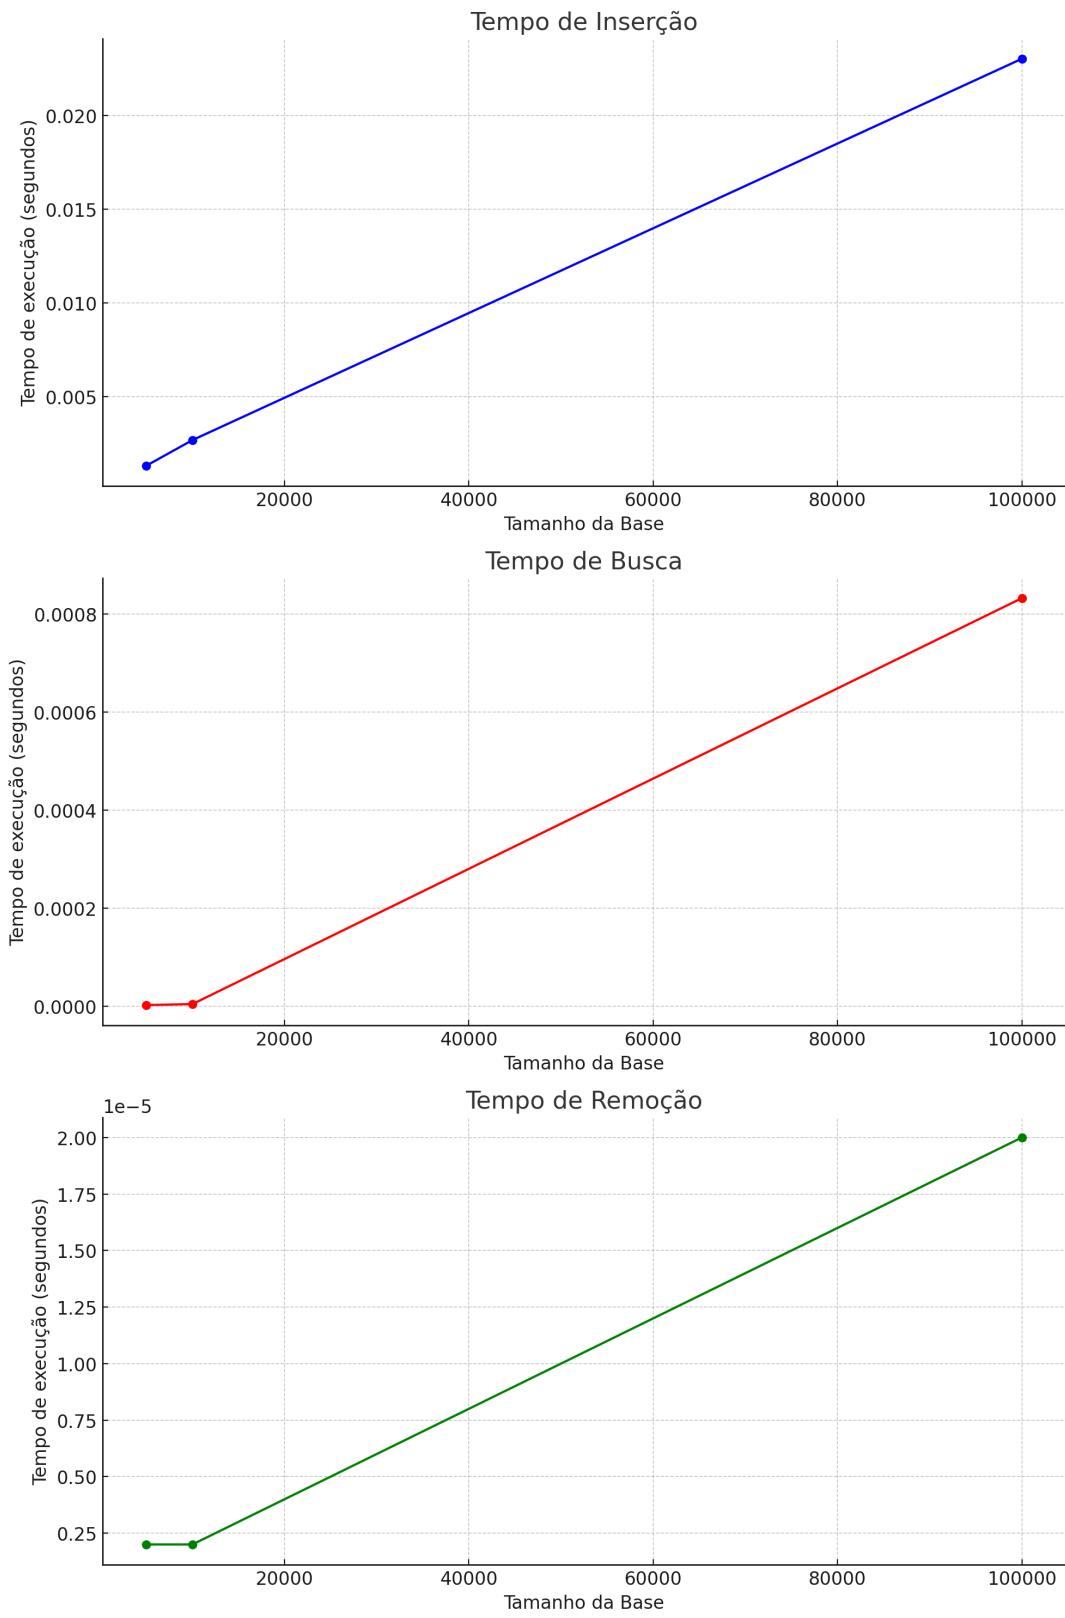 Tempo de Inserção
Tempo de execução (segundos)
0.020
0.015
0.010
0.005
20000 40000 60000 80000 100000
Tamanho da Base
Tempo de Busca
Tempo de execução (segundos)
0.0008
0.0006
0.0004
0.0002
0.0000
20000 40000 60000 80000 100000
Tamanho da Base
Tempo de Remoção
1e−5
Tempo de execução (segundos)
2.00
1.75
1.50
1.25
1.00
0.75
0.50
0.25
20000 40000 60000 80000 100000
Tamanho da Base